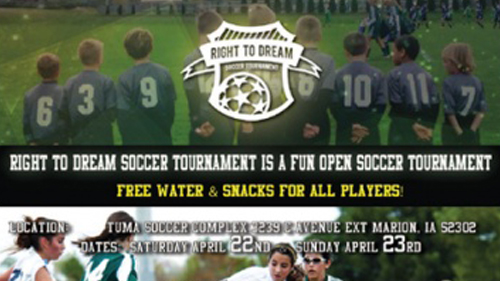 RIGHT TO DREAM
SOCCER TOURNAMENT
6 3 9 10 11 7
RIGHT TO DREAM SOCCER TOURNAMENT IS A FUN OPEN SOCCER TOURNAMENT
FREE WATER & SNACKS FOR ALL PLAYERS!
LOCATION: TUMA SOCCER COMPLEX 1239 E AVENUE EXT MARION, IA 52302
DATES : SATURDAY APRIL 22ND - SUNDAY APRIL 23RD